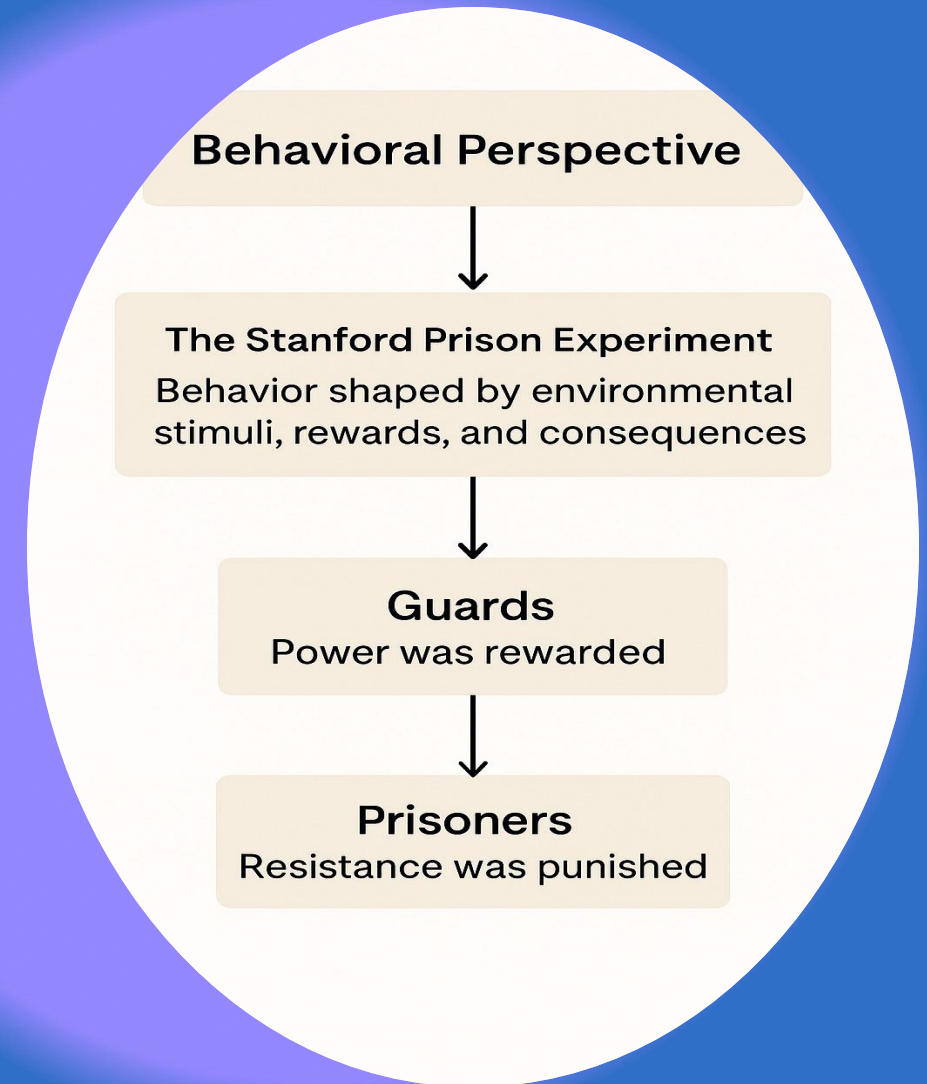 Behavioral Perspective
The Stanford Prison Experiment
Behavior shaped by environmental
stimuli, rewards, and consequences
Guards
Power was rewarded
Prisoners
Resistance was punished